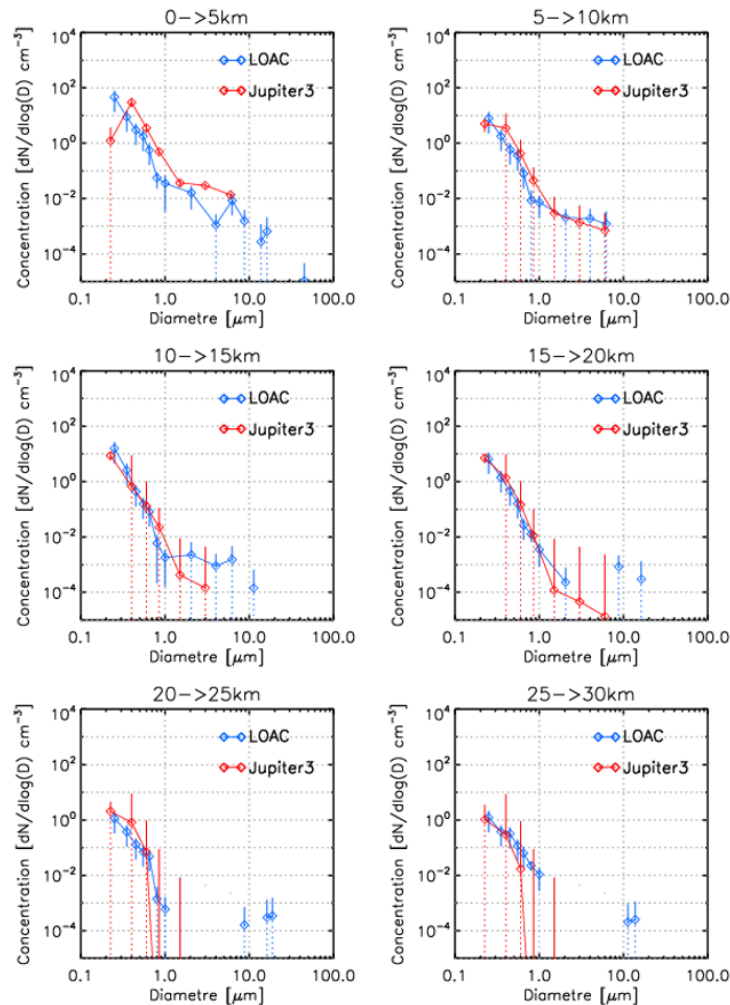 0->5km
Concentration [dN/dlog(D) cm⁻³]
10⁴
10²
10⁰
10⁻²
10⁻⁴
LOAC
Jupiter3
0.1 1.0 10.0 100.0
Diametre [μm]
5->10km
Concentration [dN/dlog(D) cm⁻³]
10⁴
10²
10⁰
10⁻²
10⁻⁴
LOAC
Jupiter3
0.1 1.0 10.0 100.0
Diametre [μm]
10->15km
Concentration [dN/dlog(D) cm⁻³]
10⁴
10²
10⁰
10⁻²
10⁻⁴
LOAC
Jupiter3
0.1 1.0 10.0 100.0
Diametre [μm]
15->20km
Concentration [dN/dlog(D) cm⁻³]
10⁴
10²
10⁰
10⁻²
10⁻⁴
LOAC
Jupiter3
0.1 1.0 10.0 100.0
Diametre [μm]
20->25km
Concentration [dN/dlog(D) cm⁻³]
10⁴
10²
10⁰
10⁻²
10⁻⁴
LOAC
Jupiter3
0.1 1.0 10.0 100.0
Diametre [μm]
25->30km
Concentration [dN/dlog(D) cm⁻³]
10⁴
10²
10⁰
10⁻²
10⁻⁴
LOAC
Jupiter3
0.1 1.0 10.0 100.0
Diametre [μm]